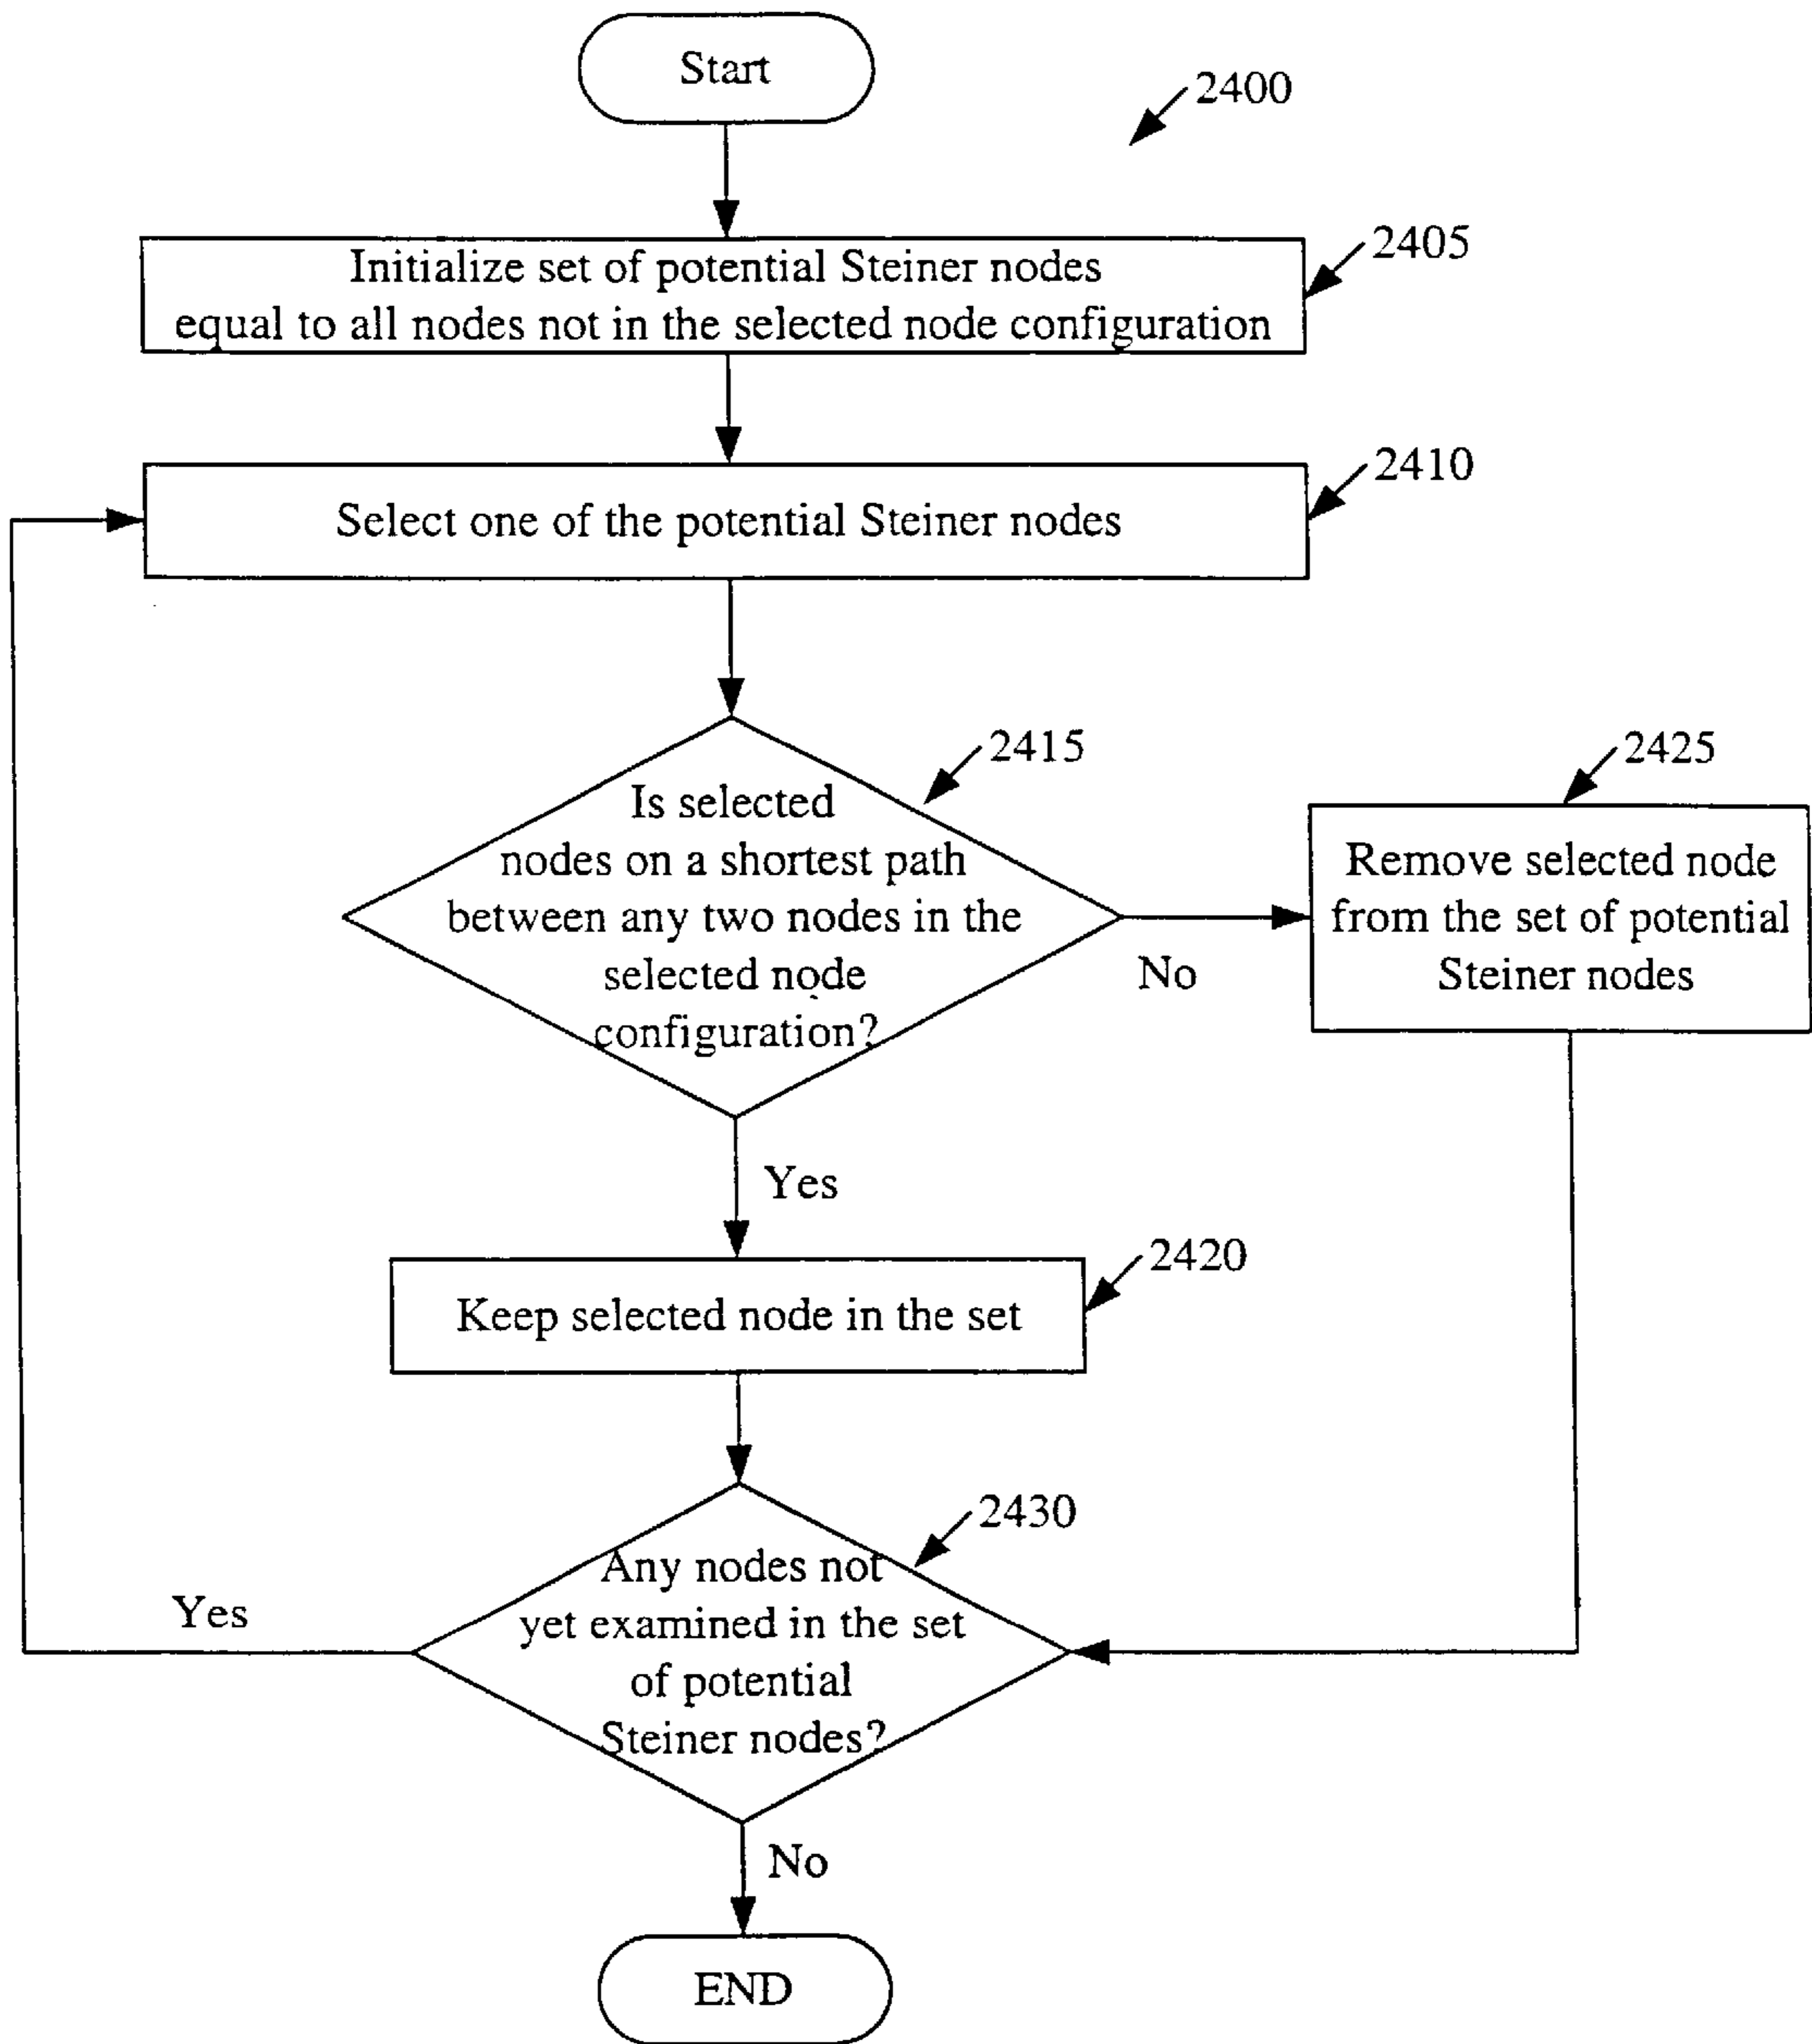 Start
2400
2405
Initialize set of potential Steiner nodes
equal to all nodes not in the selected node configuration
2410
Select one of the potential Steiner nodes
2415
Is selected
nodes on a shortest path
between any two nodes in the
selected node
configuration?
No
2425
Remove selected node
from the set of potential
Steiner nodes
Yes
2420
Keep selected node in the set
2430
Any nodes not
yet examined in the set
of potential
Steiner nodes?
Yes
No
END